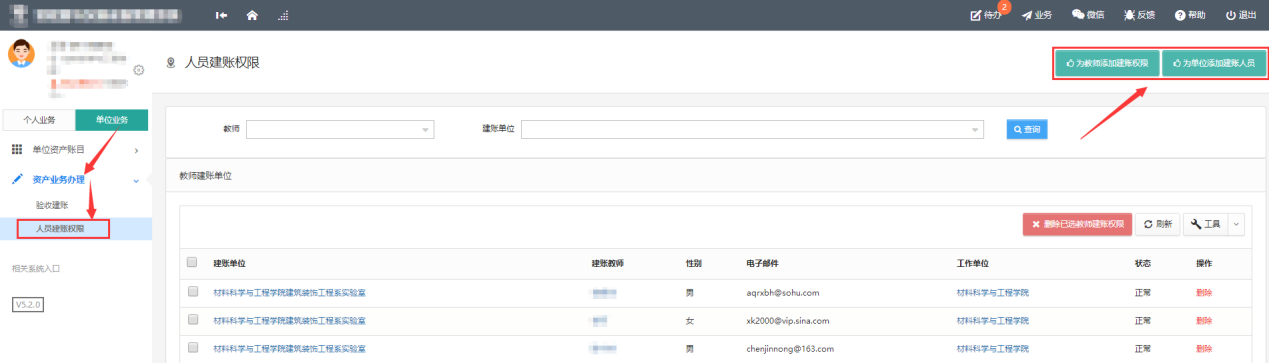 2
待办 业务 微信 反馈 帮助 退出
人员建账权限
为教师添加建账权限 为单位添加建账人员
个人业务 单位业务
教师 建账单位 查询
单位资产账目
教师建账单位
资产业务办理
验收建账
人员建账权限
删除已选教师建账权限 刷新 工具
建账单位 建账教师 性别 电子邮件 工作单位 状态 操作
相关系统入口
材料科学与工程学院建筑装饰工程系实验室 男 aqrxbh@sohu.com 材料科学与工程学院 正常 删除
V5.2.0
材料科学与工程学院建筑装饰工程系实验室 女 xk2000@vip.sina.com 材料科学与工程学院 正常 删除
材料科学与工程学院建筑装饰工程系实验室 男 chenjinnong@163.com 材料科学与工程学院 正常 删除